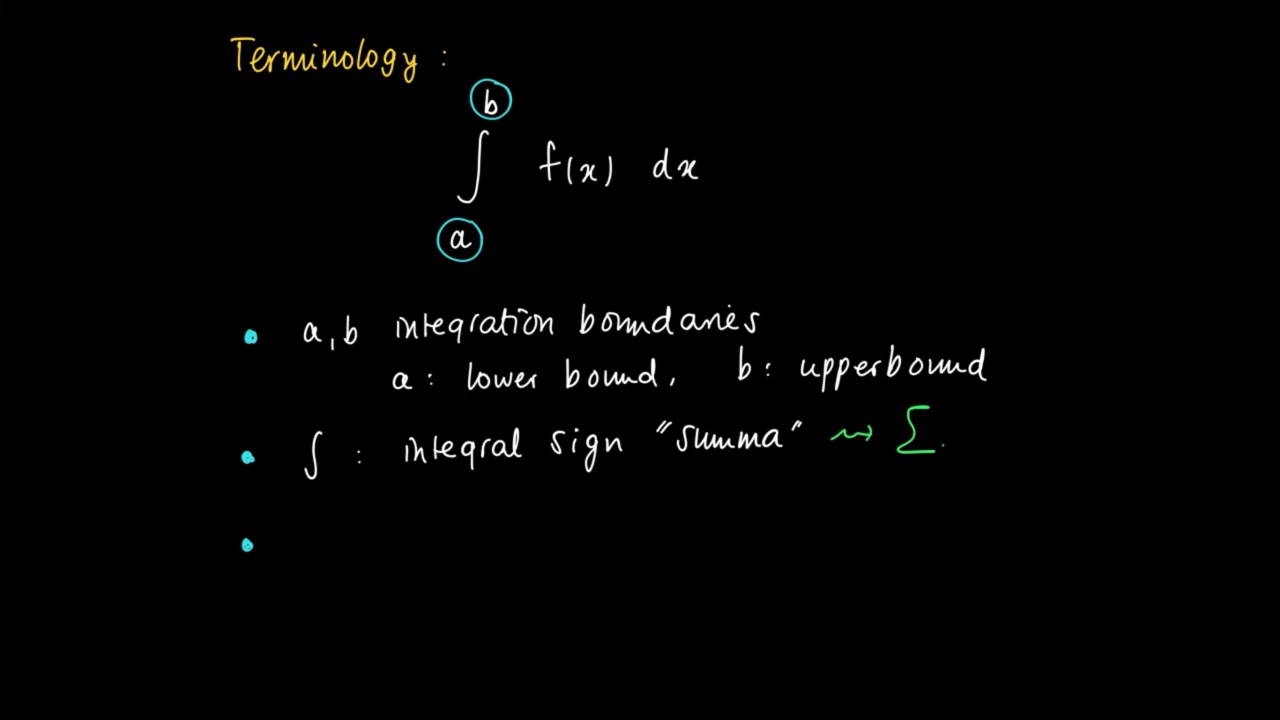 Terminology :
b
∫ f(x) dx
a
a, b integration boundaries
a : lower bound, b : upperbound
∫ : integral sign "summa" ⇝ Σ.